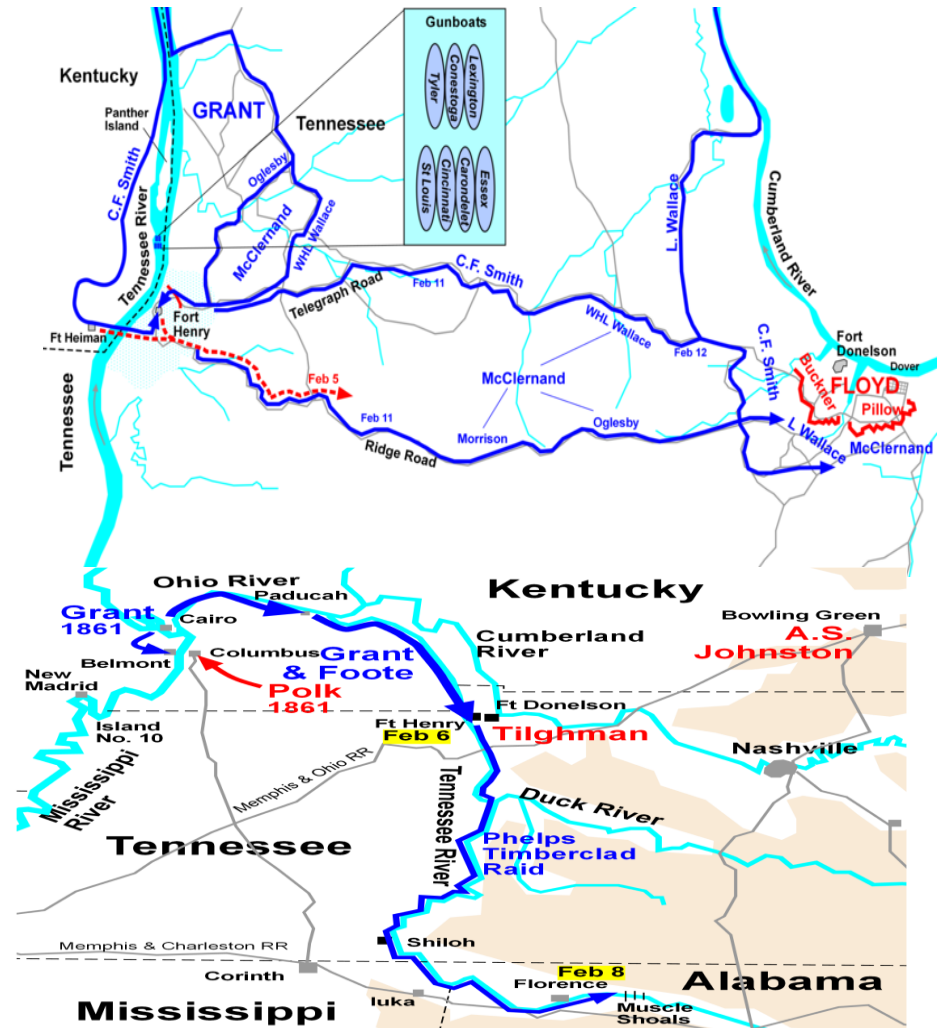 Gunboats
Lexington
Conestoga
Tyler
Essex
Carondelet
Cincinnati
St Louis
Kentucky
Panther
Island
GRANT
Tennessee
C.F. Smith
Oglesby
Tennessee River
McClernand
WHL Wallace
L. Wallace
Cumberland River
C.F. Smith
Feb 11
Telegraph Road
Fort
Henry
Ft Heiman
WHL Wallace
Feb 12
C.F. Smith
Fort
Donelson
Dover
Feb 5
McClernand
Buckner
FLOYD
Pillow
Feb 11
Oglesby
Morrison
Ridge Road
L Wallace
McClernand
Tennessee
Ohio River
Kentucky
Paducah
Grant
1861
Cairo
Bowling Green
A.S.
Johnston
Cumberland
River
Belmont
Columbus
Grant
& Foote
New
Madrid
Polk
1861
Ft Donelson
Island
No. 10
Ft Henry
Feb 6
Tilghman
Nashville
Mississippi
River
Memphis & Ohio RR
Tennessee River
Duck River
Tennessee
Phelps
Timberclad
Raid
Memphis & Charleston RR
Shiloh
Corinth
Feb 8
Florence
Alabama
Iuka
Muscle
Shoals
Mississippi